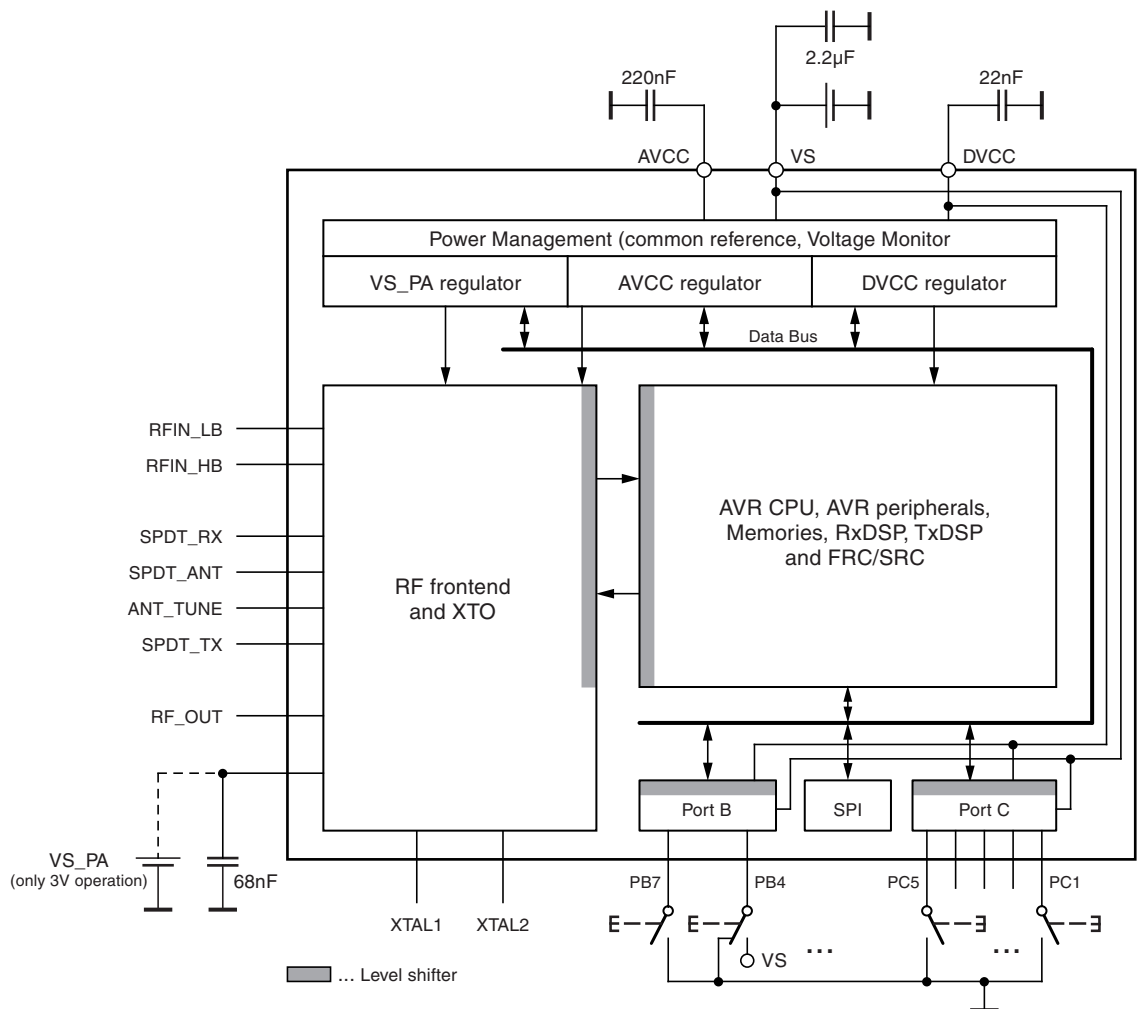 2.2µF
220nF
22nF
AVCC
VS
DVCC
Power Management (common reference, Voltage Monitor
VS_PA regulator
AVCC regulator
DVCC regulator
Data Bus
RFIN_LB
RFIN_HB
SPDT_RX
SPDT_ANT
ANT_TUNE
SPDT_TX
RF_OUT
RF frontend
and XTO
AVR CPU, AVR peripherals,
Memories, RxDSP, TxDSP
and FRC/SRC
Port B
SPI
Port C
VS_PA
(only 3V operation)
68nF
XTAL1
XTAL2
PB7
PB4
PC5
PC1
VS
...
...
... Level shifter